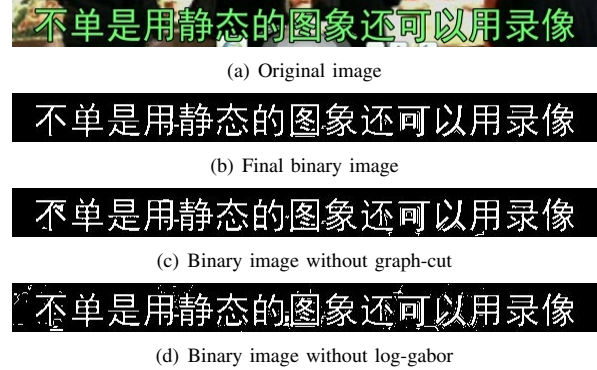 不单是用静态的图象还可以用录像
(a) Original image
不单是用静态的图象还可以用录像
(b) Final binary image
不单是用静态的图象还可以用录像
(c) Binary image without graph-cut
不单是用静态的图象还可以用录像
(d) Binary image without log-gabor